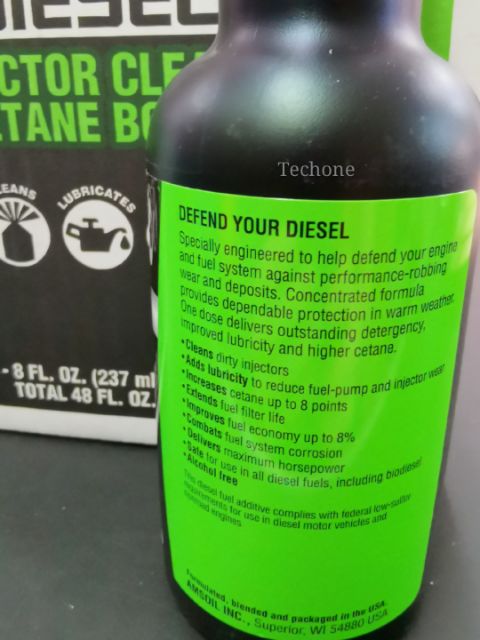 DIESEL
CTOR CLE
TANE BO
LEANS
LUBRICATES
- 8 FL. OZ. (237 ml
TOTAL 48 FL. OZ.
Techone
DEFEND YOUR DIESEL
Specially engineered to help defend your engine
and fuel system against performance-robbing
wear and deposits. Concentrated formula
provides dependable protection in warm weather.
One dose delivers outstanding detergency,
improved lubricity and higher cetane.
•Cleans dirty injectors
•Adds lubricity to reduce fuel-pump and injector wear
•Increases cetane up to 8 points
•Extends fuel filter life
•Improves fuel economy up to 8%
•Combats fuel system corrosion
•Delivers maximum horsepower
•Safe for use in all diesel fuels, including biodiesel
•Alcohol free
This diesel fuel additive complies with federal low-sulfur
requirements for use in diesel motor vehicles and
nonroad engines
Formulated, blended and packaged in the USA.
AMSOIL INC., Superior, WI 54880 USA